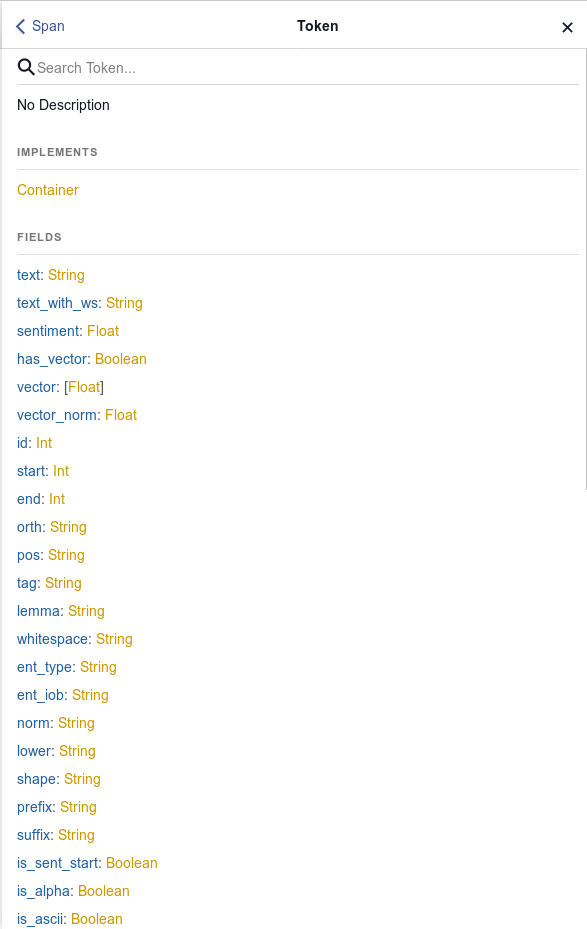 Span
Token
Search Token...
No Description
IMPLEMENTS
Container
FIELDS
text: String
text_with_ws: String
sentiment: Float
has_vector: Boolean
vector: [Float]
vector_norm: Float
id: Int
start: Int
end: Int
orth: String
pos: String
tag: String
lemma: String
whitespace: String
ent_type: String
ent_iob: String
norm: String
lower: String
shape: String
prefix: String
suffix: String
is_sent_start: Boolean
is_alpha: Boolean
is_ascii: Boolean